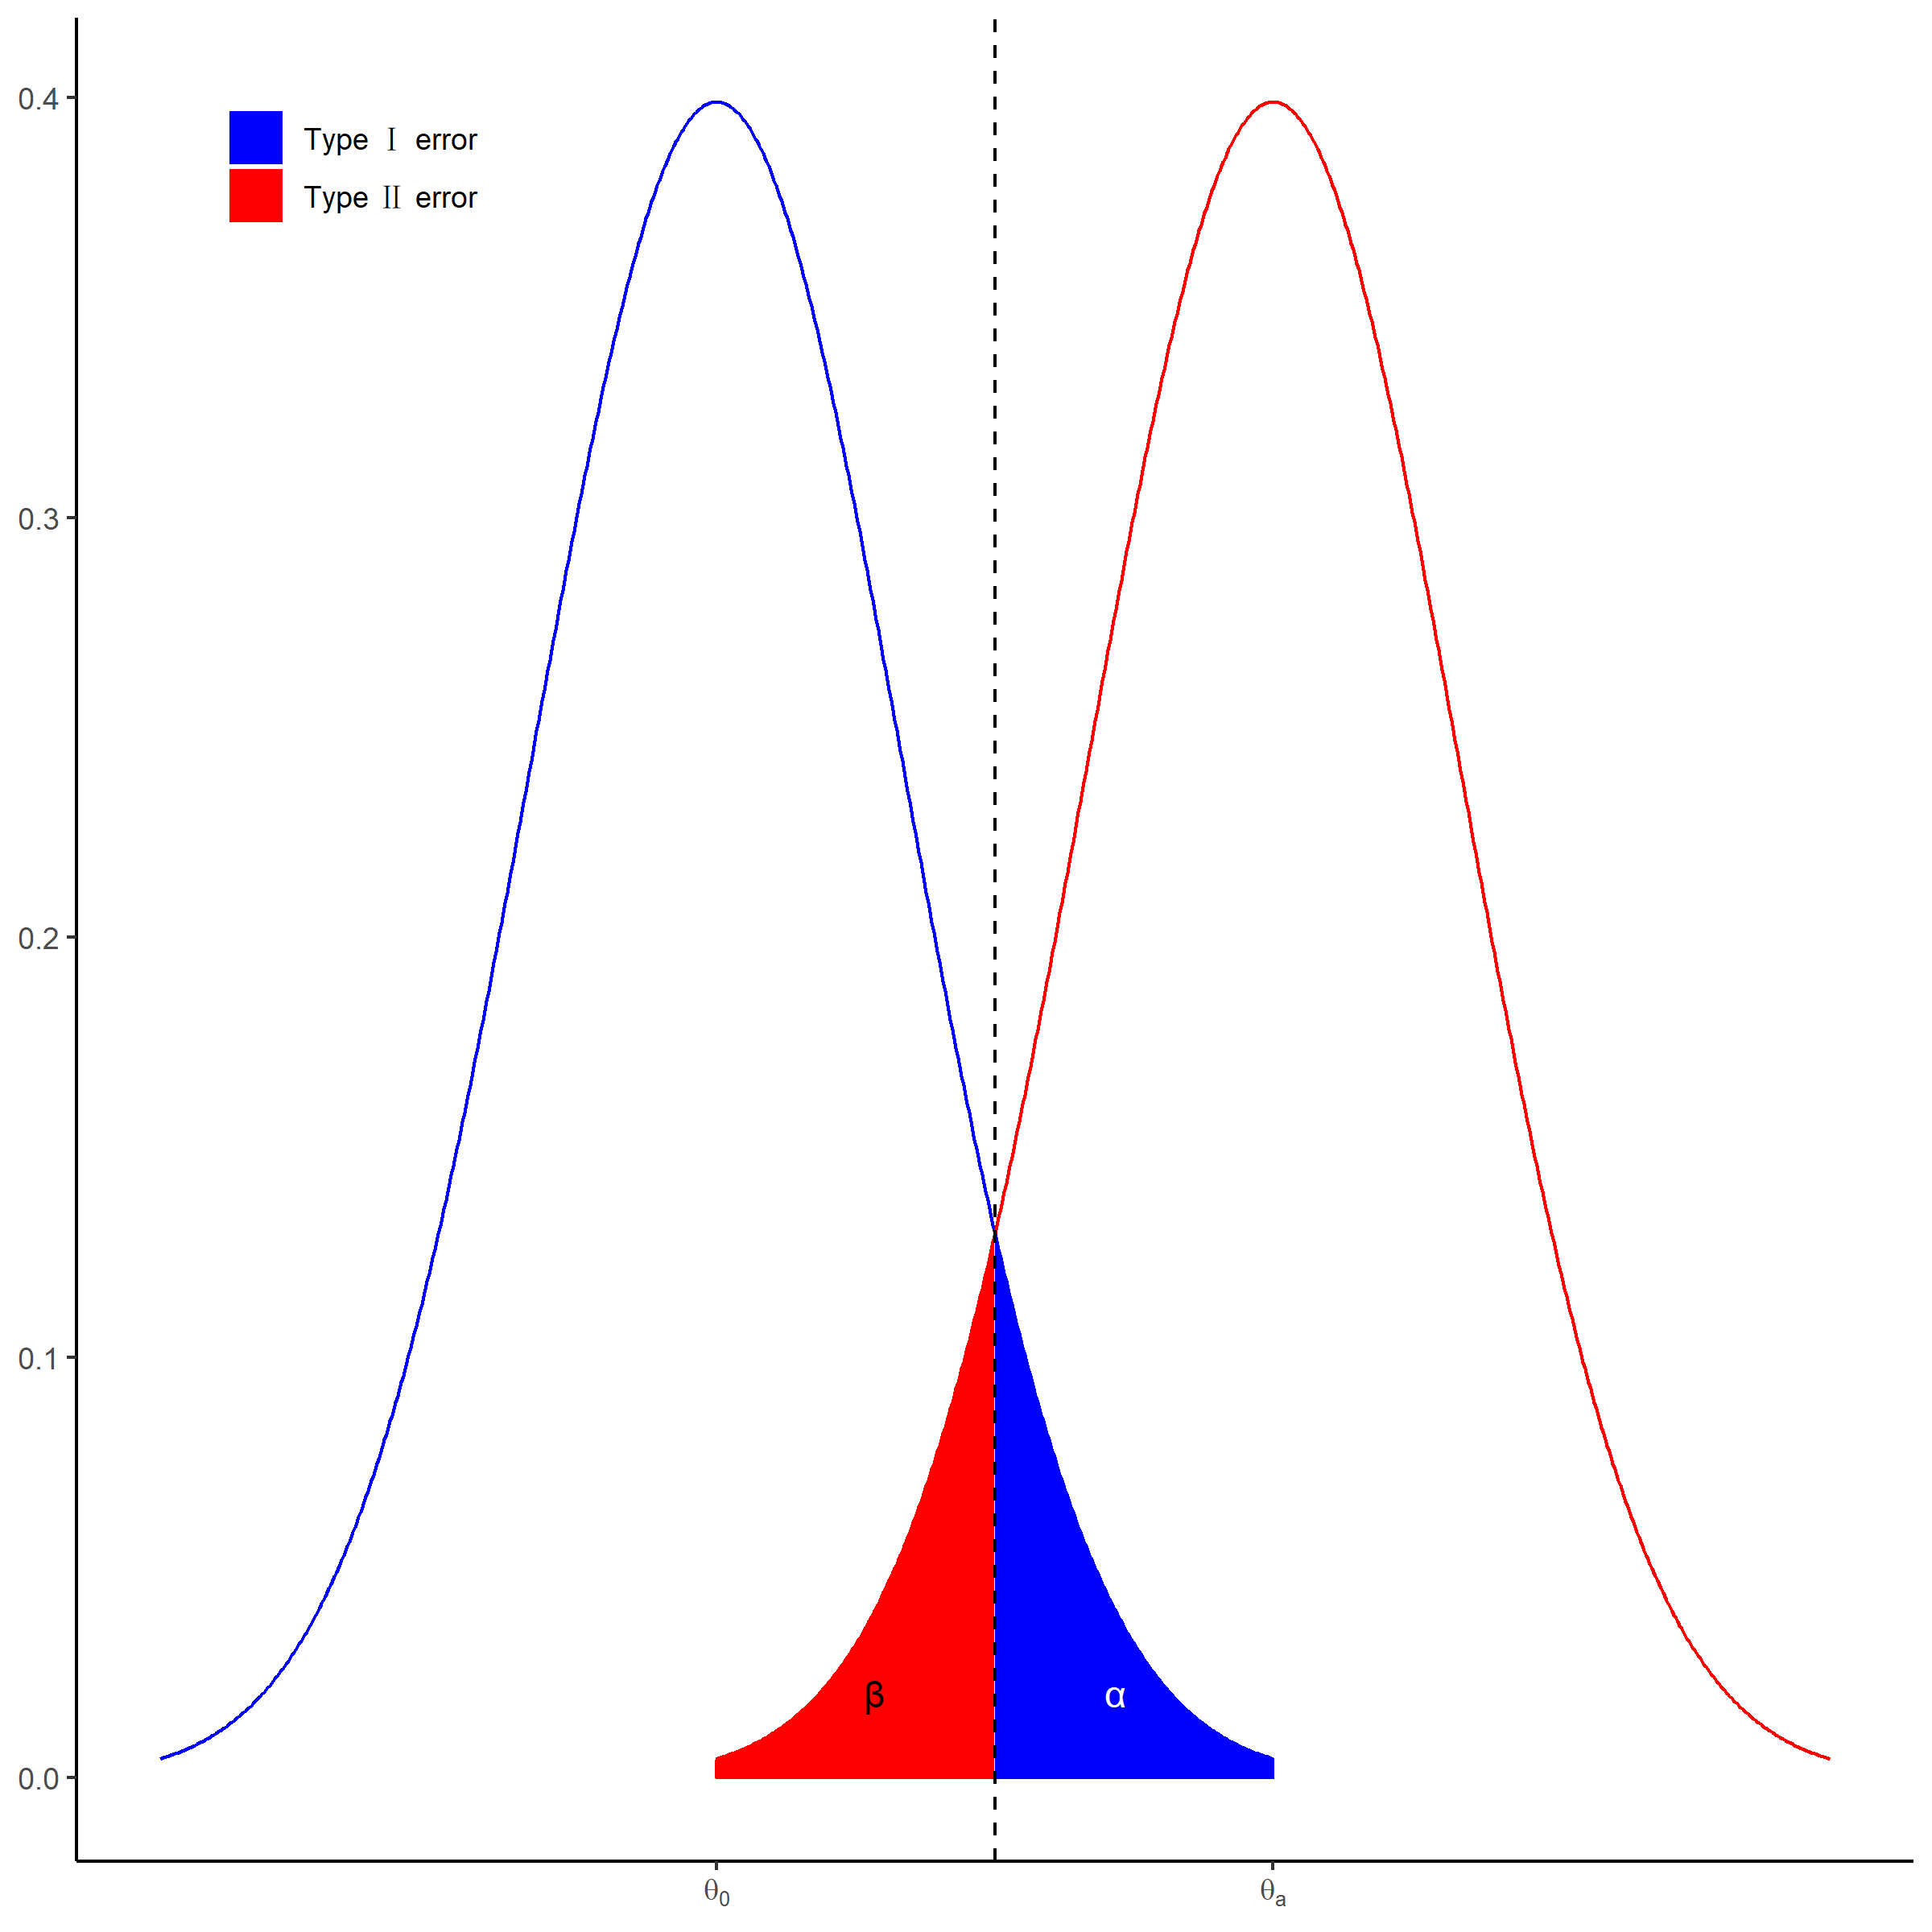 0.4
Type Ⅰ error
Type Ⅱ error
0.3
0.2
0.1
β
α
0.0
θ₀
θₐ